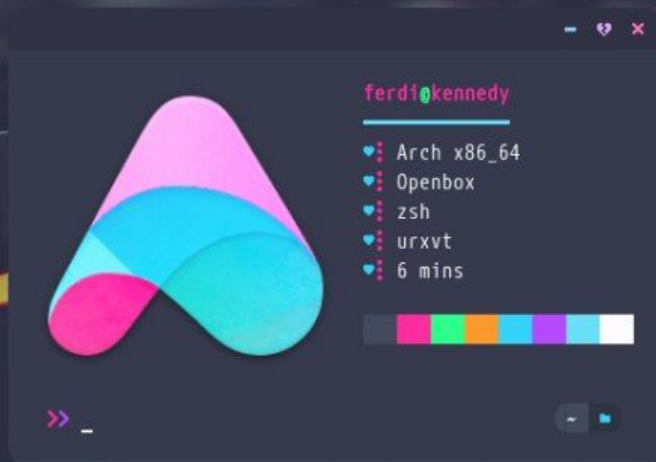 ferdi@kennedy
Arch x86_64
Openbox
zsh
urxvt
6 mins
~